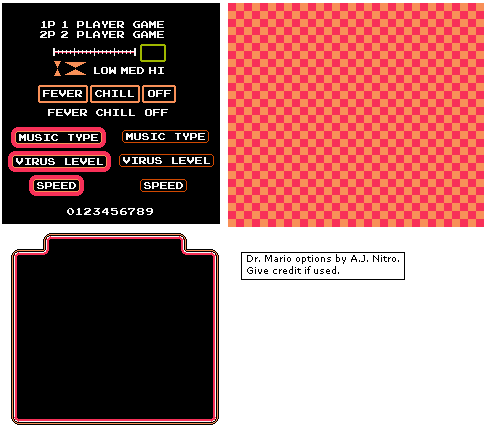 1P 1 PLAYER GAME
2P 2 PLAYER GAME
LOW MED HI
FEVER CHILL OFF
FEVER CHILL OFF
MUSIC TYPE MUSIC TYPE
VIRUS LEVEL VIRUS LEVEL
SPEED SPEED
0123456789
Dr. Mario options by A.J. Nitro.
Give credit if used.